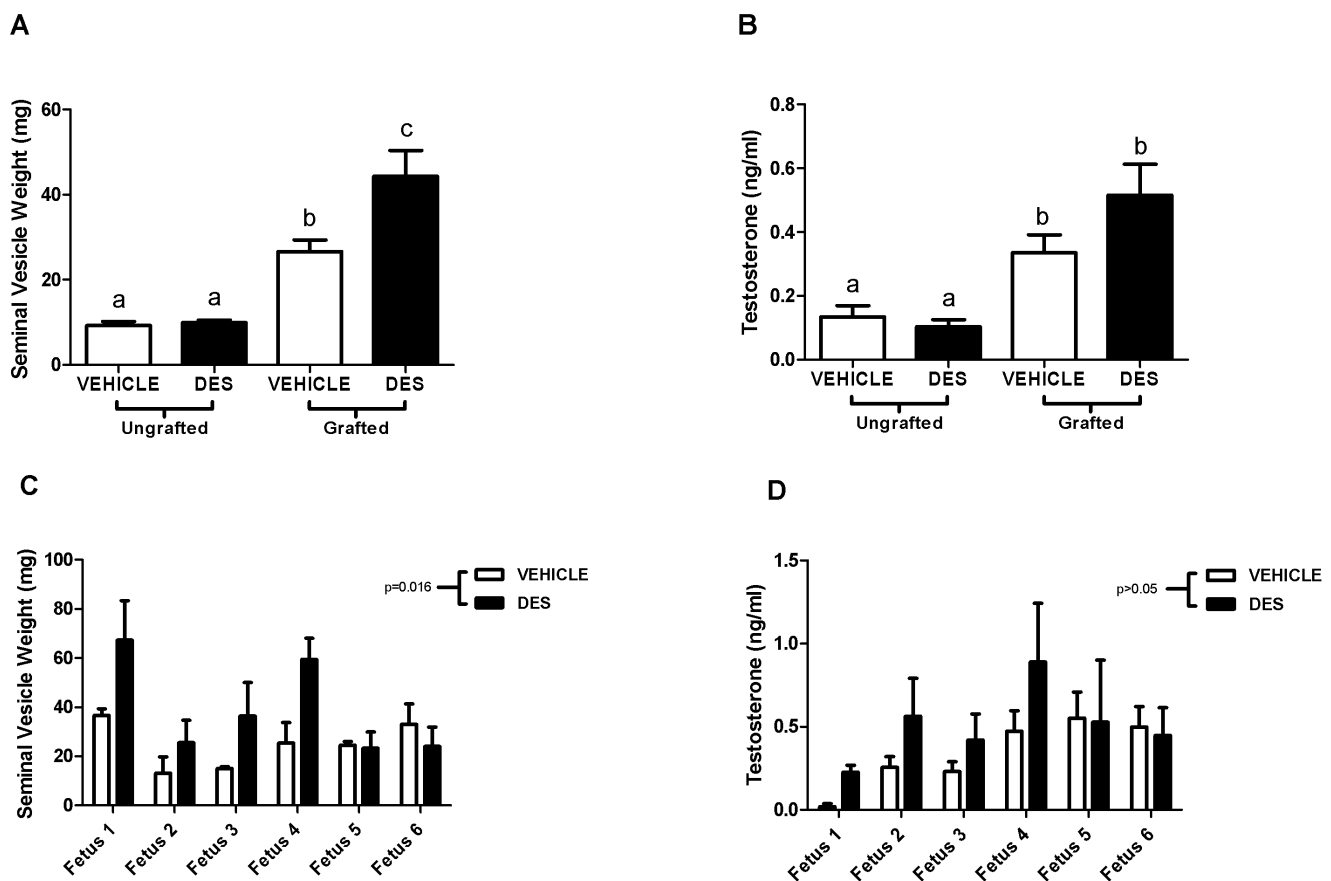 A
Seminal Vesicle Weight (mg)
60
40
20
0
a
a
b
c
VEHICLE
DES
VEHICLE
DES
Ungrafted
Grafted
B
Testosterone (ng/ml)
0.8
0.6
0.4
0.2
0.0
a
a
b
b
VEHICLE
DES
VEHICLE
DES
Ungrafted
Grafted
C
Seminal Vesicle Weight (mg)
100
80
60
40
20
0
p=0.016
VEHICLE
DES
Fetus 1
Fetus 2
Fetus 3
Fetus 4
Fetus 5
Fetus 6
D
Testosterone (ng/ml)
1.5
1.0
0.5
0.0
p>0.05
VEHICLE
DES
Fetus 1
Fetus 2
Fetus 3
Fetus 4
Fetus 5
Fetus 6